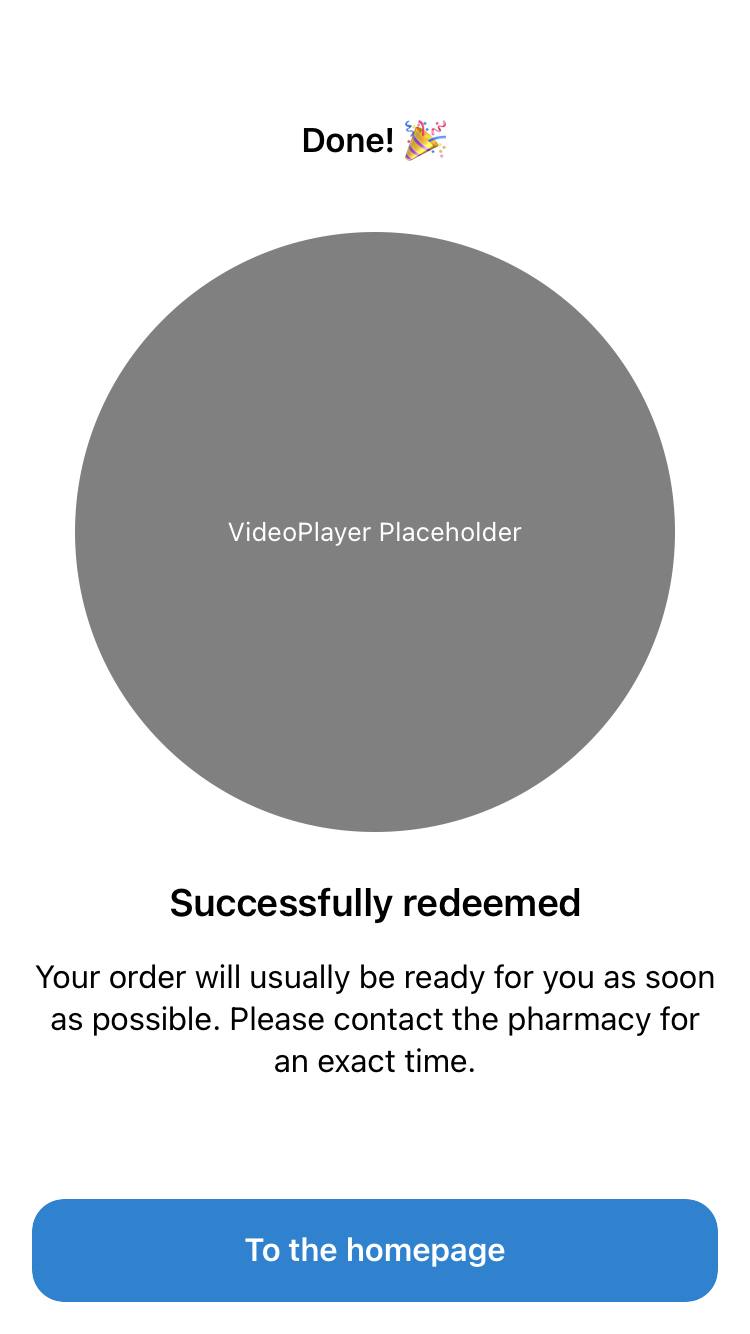 Done! 🎉
VideoPlayer Placeholder
Successfully redeemed
Your order will usually be ready for you as soon
as possible. Please contact the pharmacy for
an exact time.
To the homepage